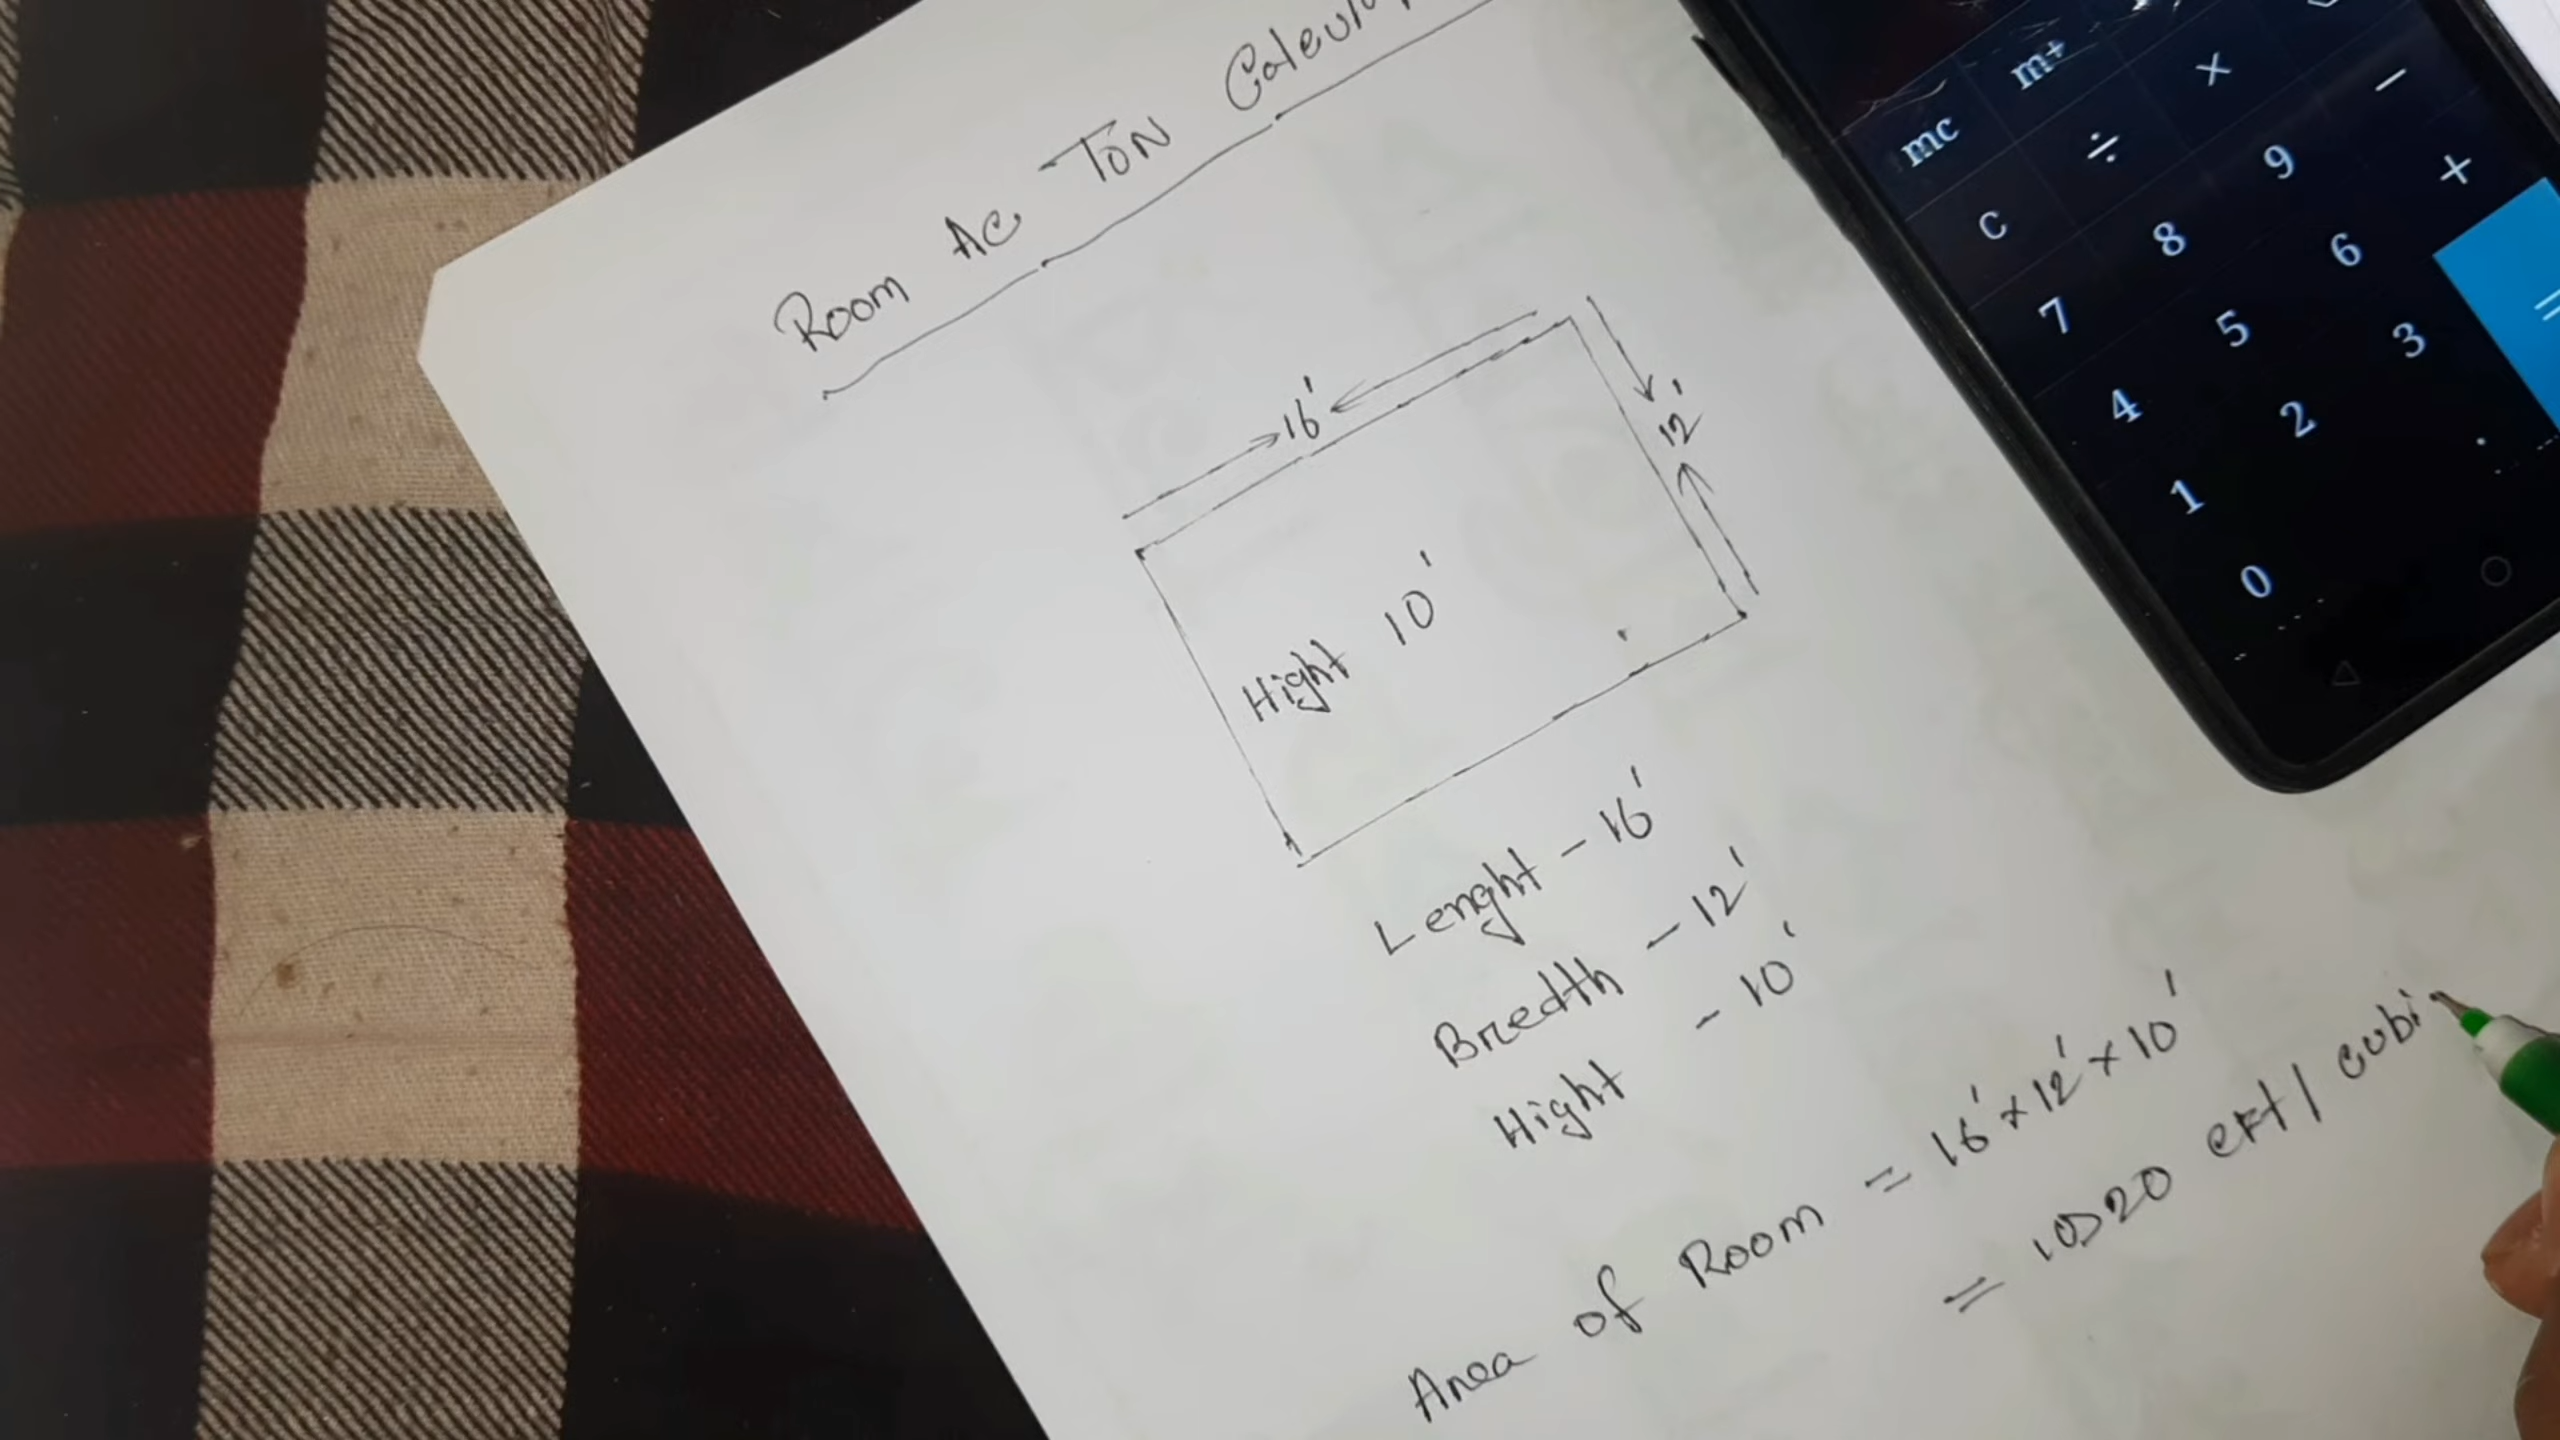 Room Ac TON
16'
12'
Hight 10'
Lenght - 16'
Bredth - 12'
Hight - 10'
Area of Room = 16' × 12' × 10'
= 1920 cft / cubi
mc m+
C ÷ × −
7 8 9 +
4 5 6 =
1 2 3
0 .